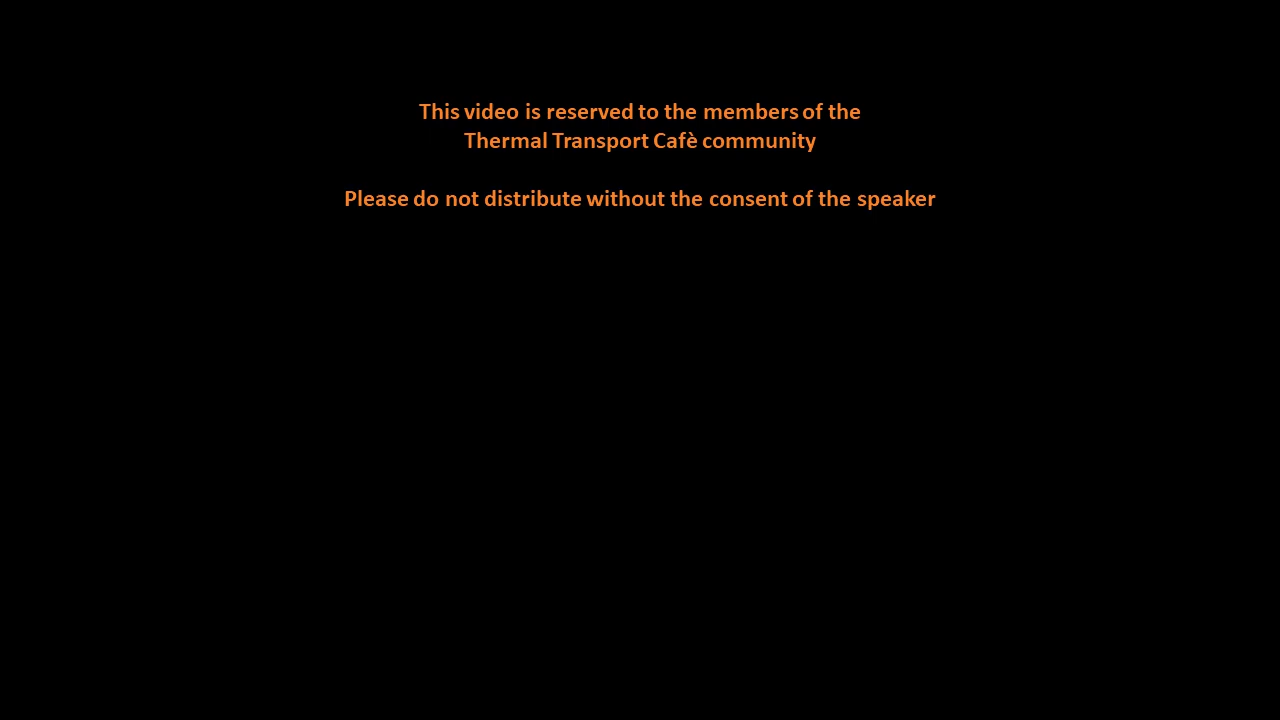 This video is reserved to the members of the
Thermal Transport Cafè community
Please do not distribute without the consent of the speaker